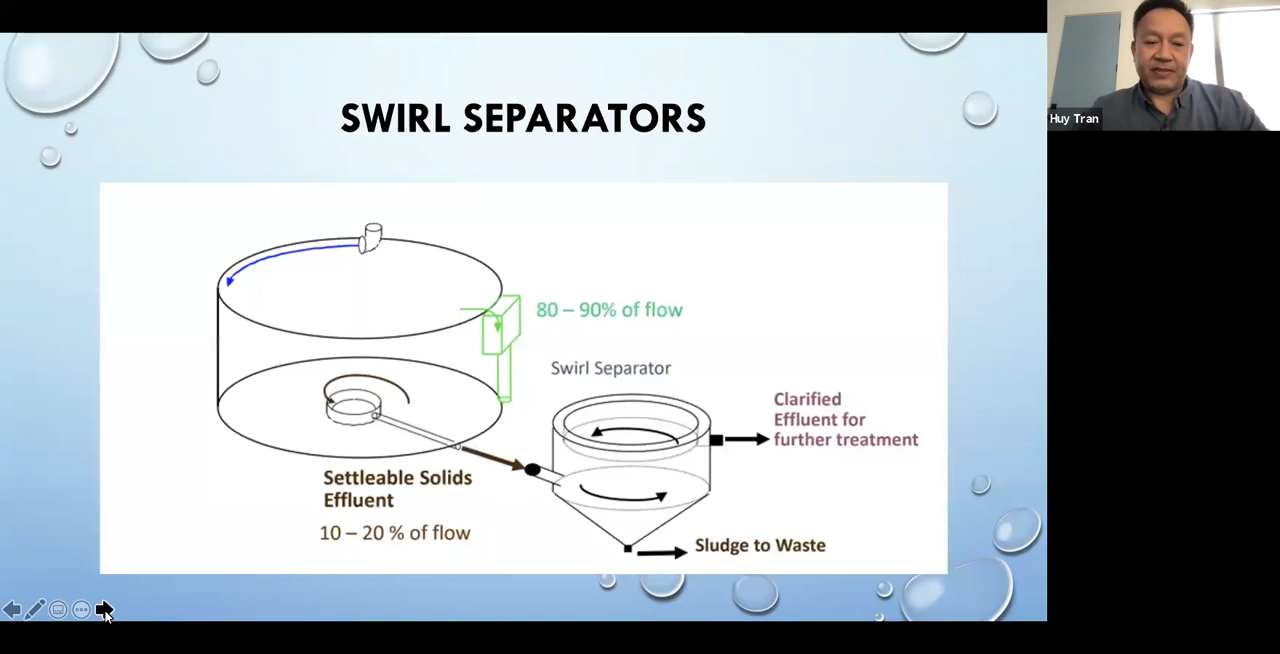 SWIRL SEPARATORS
Huy Tran
80 – 90% of flow
Swirl Separator
Clarified
Effluent for
further treatment
Settleable Solids
Effluent
10 – 20 % of flow
Sludge to Waste